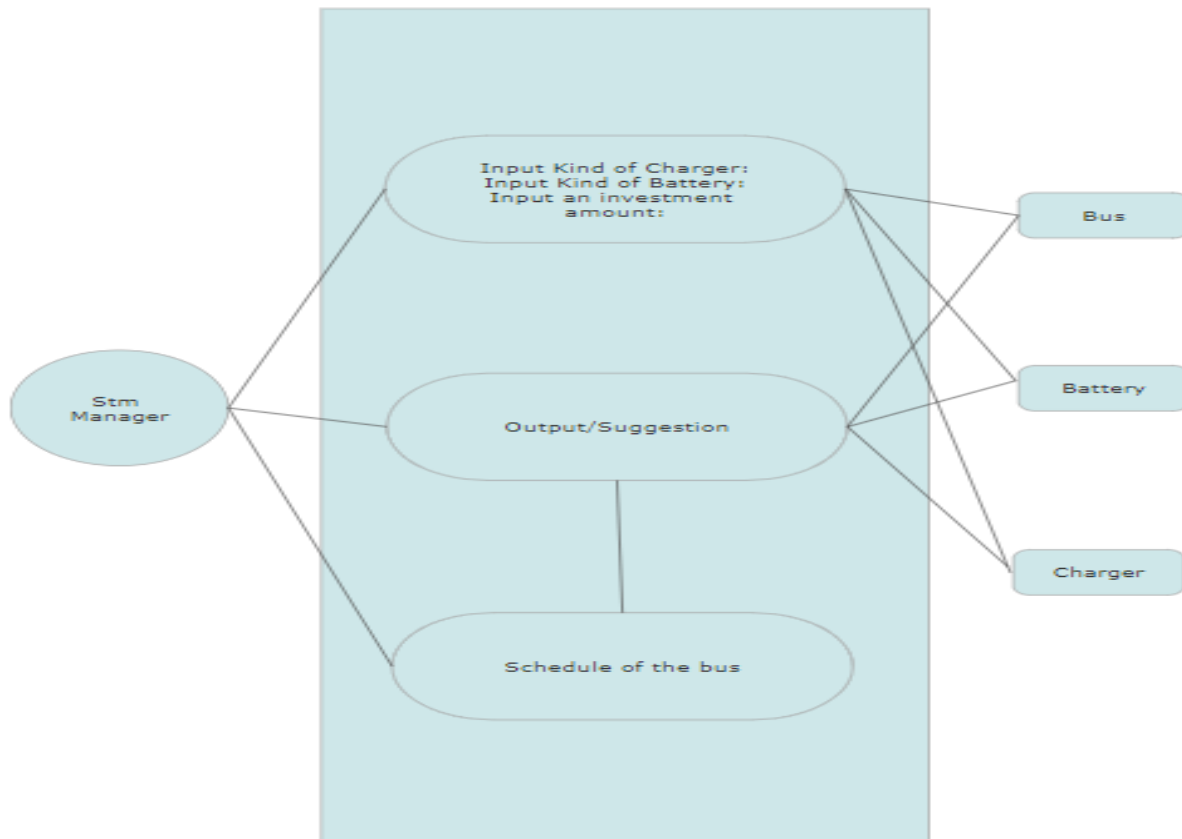 Input Kind of Charger:
Input Kind of Battery:
Input an investment
amount:
Bus
Stm
Manager
Battery
Output/Suggestion
Charger
Schedule of the bus